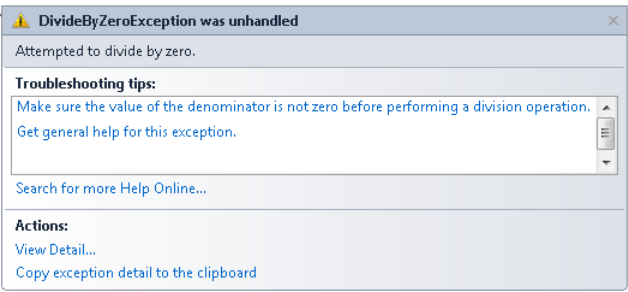 DivideByZeroException was unhandled
Attempted to divide by zero.
Troubleshooting tips:
Make sure the value of the denominator is not zero before performing a division operation.
Get general help for this exception.
Search for more Help Online...
Actions:
View Detail...
Copy exception detail to the clipboard